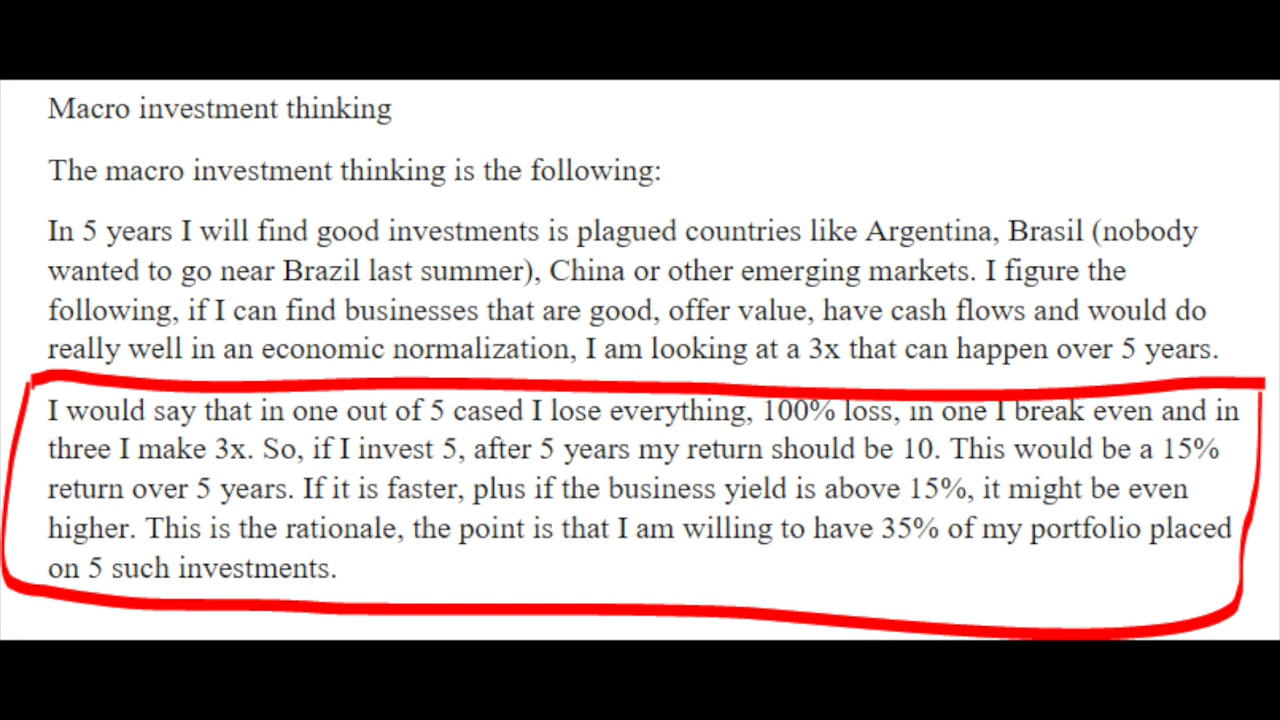 Macro investment thinking
The macro investment thinking is the following:
In 5 years I will find good investments is plagued countries like Argentina, Brasil (nobody
wanted to go near Brazil last summer), China or other emerging markets. I figure the
following, if I can find businesses that are good, offer value, have cash flows and would do
really well in an economic normalization, I am looking at a 3x that can happen over 5 years.
I would say that in one out of 5 cased I lose everything, 100% loss, in one I break even and in
three I make 3x. So, if I invest 5, after 5 years my return should be 10. This would be a 15%
return over 5 years. If it is faster, plus if the business yield is above 15%, it might be even
higher. This is the rationale, the point is that I am willing to have 35% of my portfolio placed
on 5 such investments.